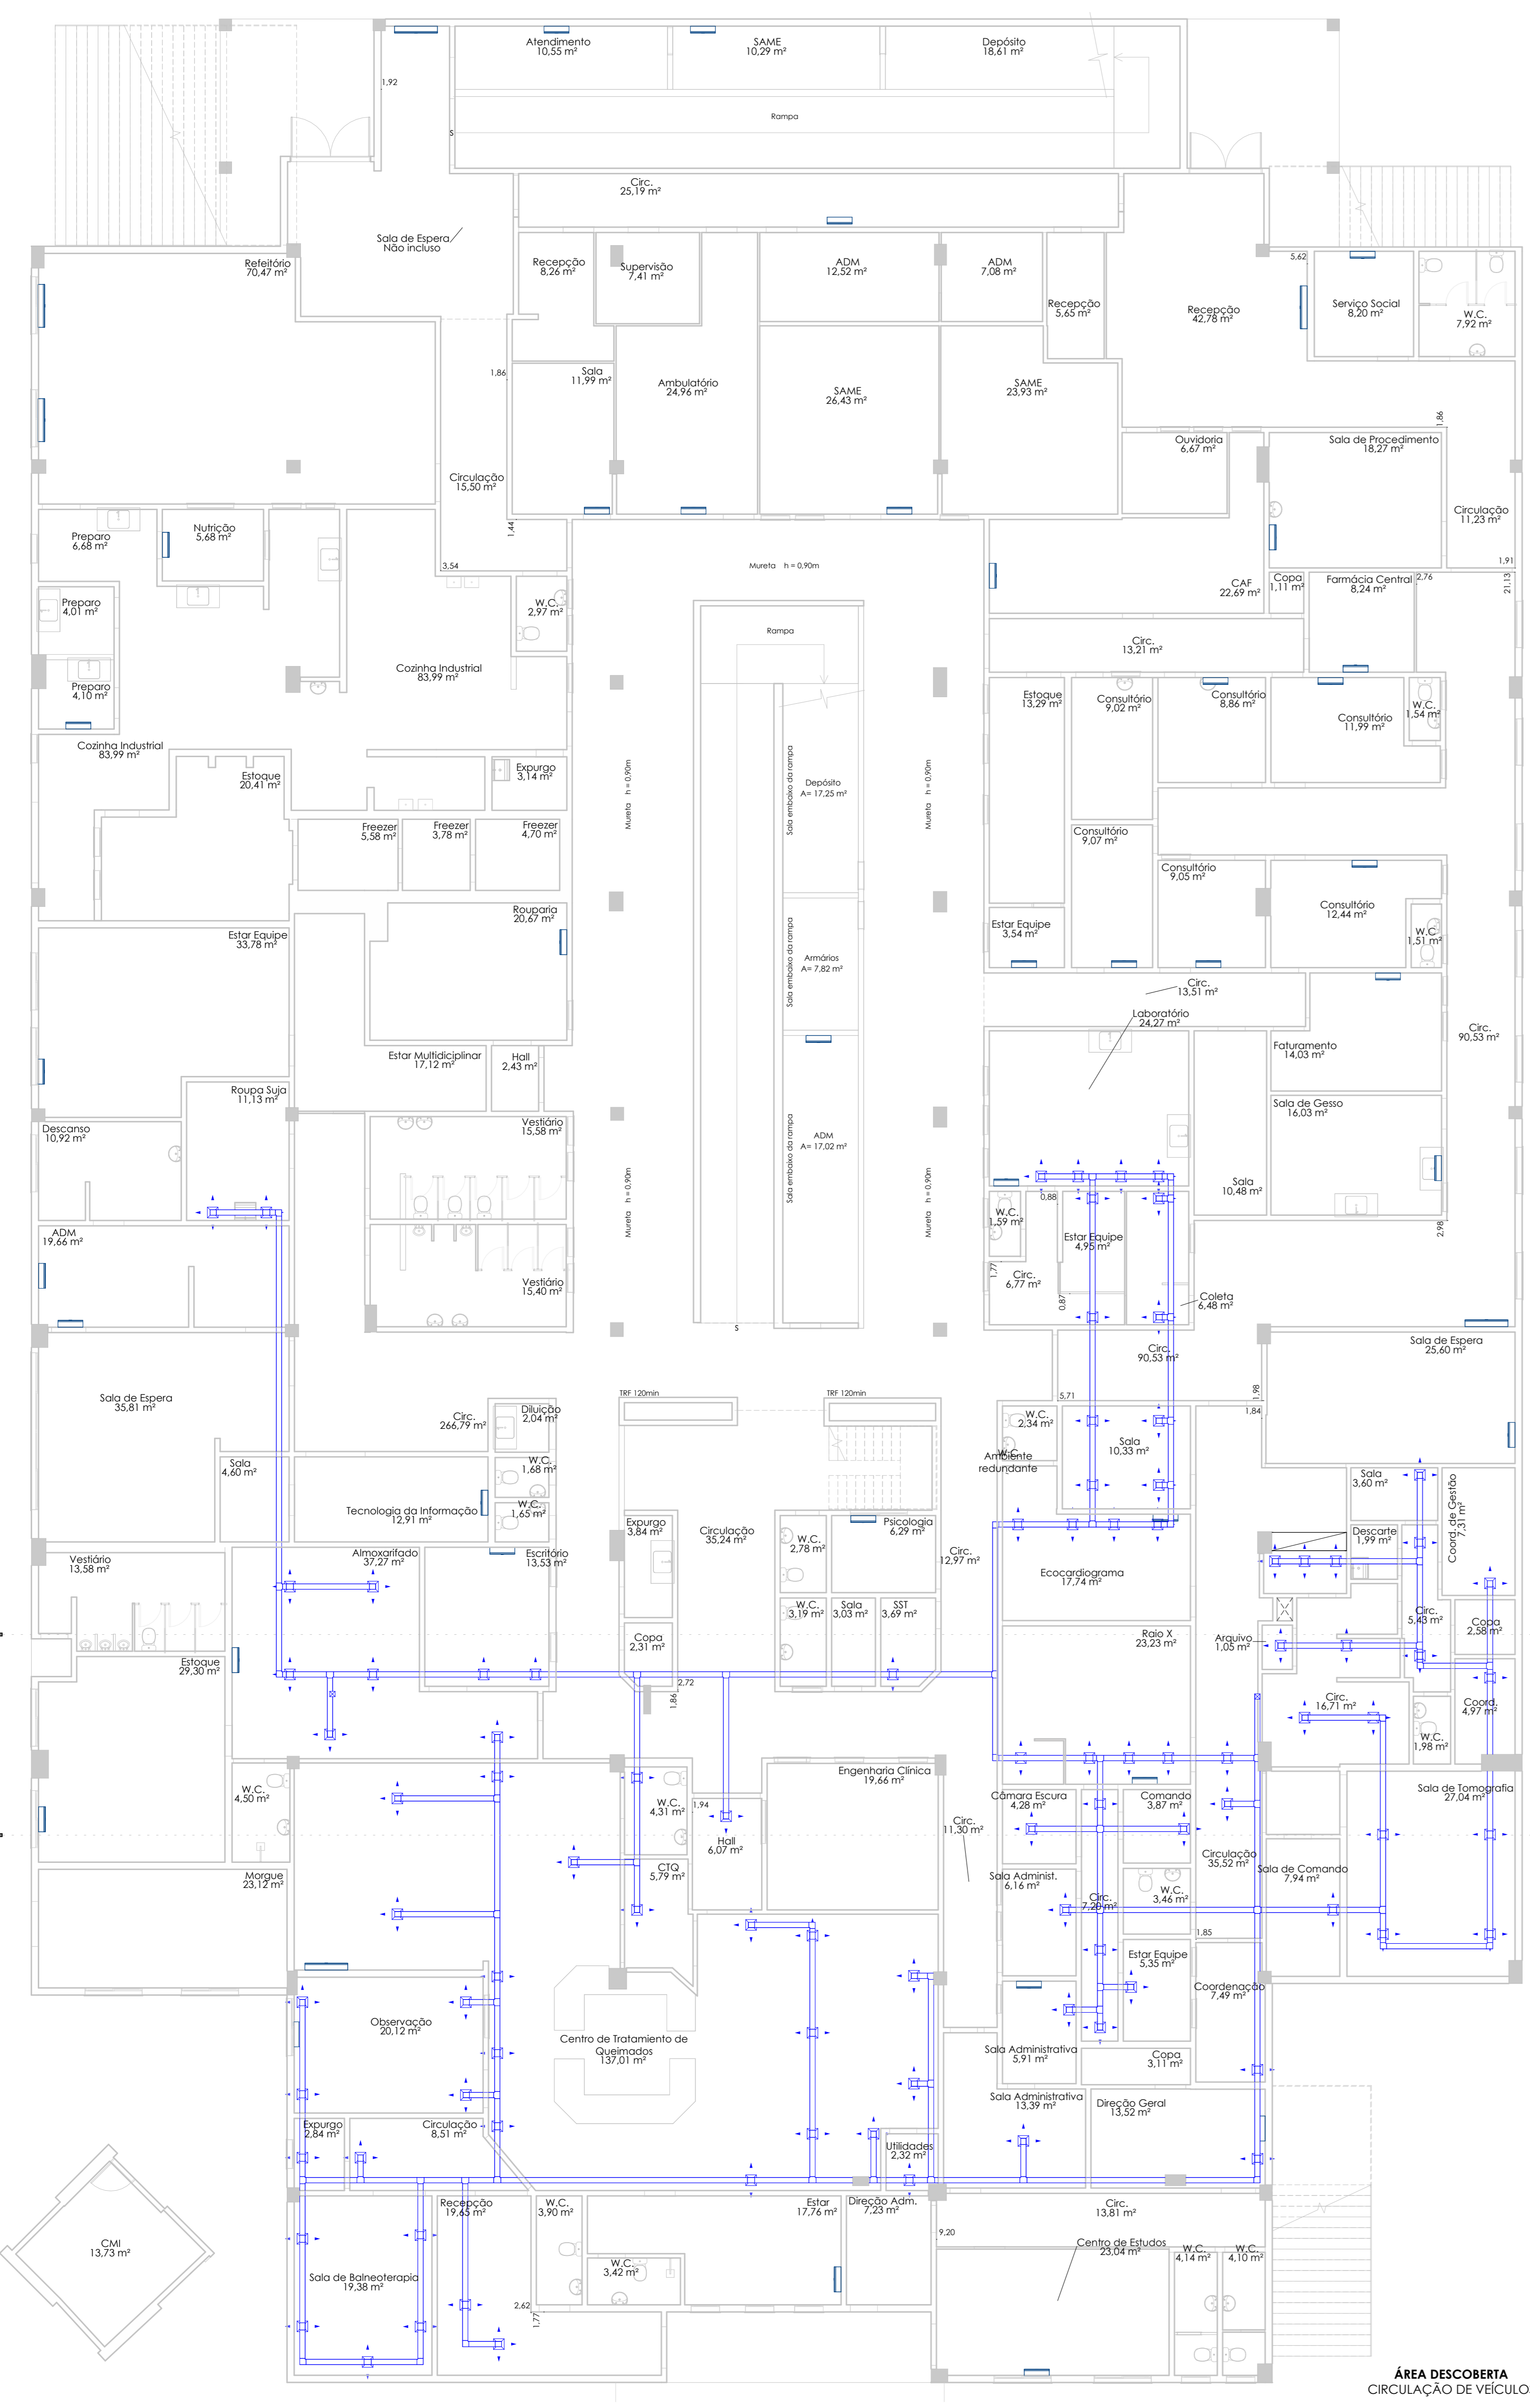 Atendimento
10,55 m²
SAME
10,29 m²
Depósito
18,61 m²
1,92
Rampa
S
Circ.
25,19 m²
Sala de Espera
Não incluso
Refeitório
70,47 m²
Recepção
8,26 m²
Supervisão
7,41 m²
ADM
12,52 m²
ADM
7,08 m²
Recepção
5,65 m²
Recepção
42,78 m²
5,62
Serviço Social
8,20 m²
W.C.
7,92 m²
1,86
Sala
11,99 m²
Ambulatório
24,96 m²
SAME
26,43 m²
SAME
23,93 m²
1,86
Ouvidoria
6,67 m²
Sala de Procedimento
18,27 m²
Circulação
15,50 m²
Circulação
11,23 m²
Preparo
6,68 m²
Nutrição
5,68 m²
1,44
3,54
Mureta h = 0,90m
1,91
Preparo
4,01 m²
W.C.
2,97 m²
CAF
22,69 m²
Copa
1,11 m²
Farmácia Central
8,24 m²
2,76
21,13
Rampa
Circ.
13,21 m²
Cozinha Industrial
83,99 m²
Preparo
4,10 m²
Estoque
13,29 m²
Consultório
9,02 m²
Consultório
8,86 m²
Consultório
11,99 m²
W.C.
1,54 m²
Cozinha Industrial
83,99 m²
Estoque
20,41 m²
Expurgo
3,14 m²
Mureta h = 0,90m
Sala embaixo da rampa
Depósito
A= 17,25 m²
Mureta h = 0,90m
Freezer
5,58 m²
Freezer
3,78 m²
Freezer
4,70 m²
Consultório
9,07 m²
Consultório
9,05 m²
Consultório
12,44 m²
W.C.
1,51 m²
Rouparia
20,67 m²
Estar Equipe
33,78 m²
Sala embaixo da rampa
Armários
A= 7,82 m²
Estar Equipe
3,54 m²
Circ.
13,51 m²
Laboratório
24,27 m²
Circ.
90,53 m²
Faturamento
14,03 m²
Estar Multidiciplinar
17,12 m²
Hall
2,43 m²
Roupa Suja
11,13 m²
Sala de Gesso
16,03 m²
Descanso
10,92 m²
Vestiário
15,58 m²
Mureta h = 0,90m
Sala embaixo da rampa
ADM
A= 17,02 m²
Mureta h = 0,90m
Sala
10,48 m²
0,88
W.C.
1,59 m²
Estar Equipe
4,95 m²
2,98
ADM
19,66 m²
1,77
Circ.
6,77 m²
0,87
Coleta
6,48 m²
Vestiário
15,40 m²
S
Circ.
90,53 m²
Sala de Espera
25,60 m²
Sala de Espera
35,81 m²
TRF 120min
TRF 120min
5,71
1,98
1,84
Circ.
266,79 m²
Diluição
2,04 m²
W.C.
2,34 m²
Sala
10,33 m²
W.C.
Ambiente
redundante
Sala
4,60 m²
W.C.
1,68 m²
Sala
3,60 m²
Coord. de Gestão
7,31 m²
Tecnologia da Informação
12,91 m²
W.C.
1,65 m²
Expurgo
3,84 m²
Circulação
35,24 m²
W.C.
2,78 m²
Psicologia
6,29 m²
Descarte
1,99 m²
Vestiário
13,58 m²
Almoxarifado
37,27 m²
Escritório
13,53 m²
Circ.
12,97 m²
Ecocardiograma
17,74 m²
W.C.
3,19 m²
Sala
3,03 m²
SST
3,69 m²
Circ.
5,43 m²
Copa
2,58 m²
Copa
2,31 m²
Raio X
23,23 m²
Arquivo
1,05 m²
Estoque
29,30 m²
2,72
1,86
Circ.
16,71 m²
Coord.
4,97 m²
W.C.
1,98 m²
W.C.
4,50 m²
Engenharia Clínica
19,66 m²
Câmara Escura
4,28 m²
Comando
3,87 m²
Sala de Tomografia
27,04 m²
W.C.
4,31 m²
1,94
Hall
6,07 m²
Circ.
11,30 m²
Circulação
35,52 m²
Sala de Comando
7,94 m²
CTQ
5,79 m²
Morgue
23,12 m²
Sala Administ.
6,16 m²
Circ.
7,20 m²
W.C.
3,46 m²
1,85
Estar Equipe
5,35 m²
Coordenação
7,49 m²
Observação
20,12 m²
Centro de Tratamiento de
Queimados
137,01 m²
Sala Administrativa
5,91 m²
Copa
3,11 m²
Sala Administrativa
13,39 m²
Direção Geral
13,52 m²
Expurgo
2,84 m²
Circulação
8,51 m²
Utilidades
2,32 m²
Recepção
19,65 m²
W.C.
3,90 m²
Estar
17,76 m²
Direção Adm.
7,23 m²
Circ.
13,81 m²
9,20
CMI
13,73 m²
Centro de Estudos
23,04 m²
W.C.
4,14 m²
W.C.
4,10 m²
W.C.
3,42 m²
Sala de Balneoterapia
19,38 m²
2,62
1,77
ÁREA DESCOBERTA
CIRCULAÇÃO DE VEÍCULO